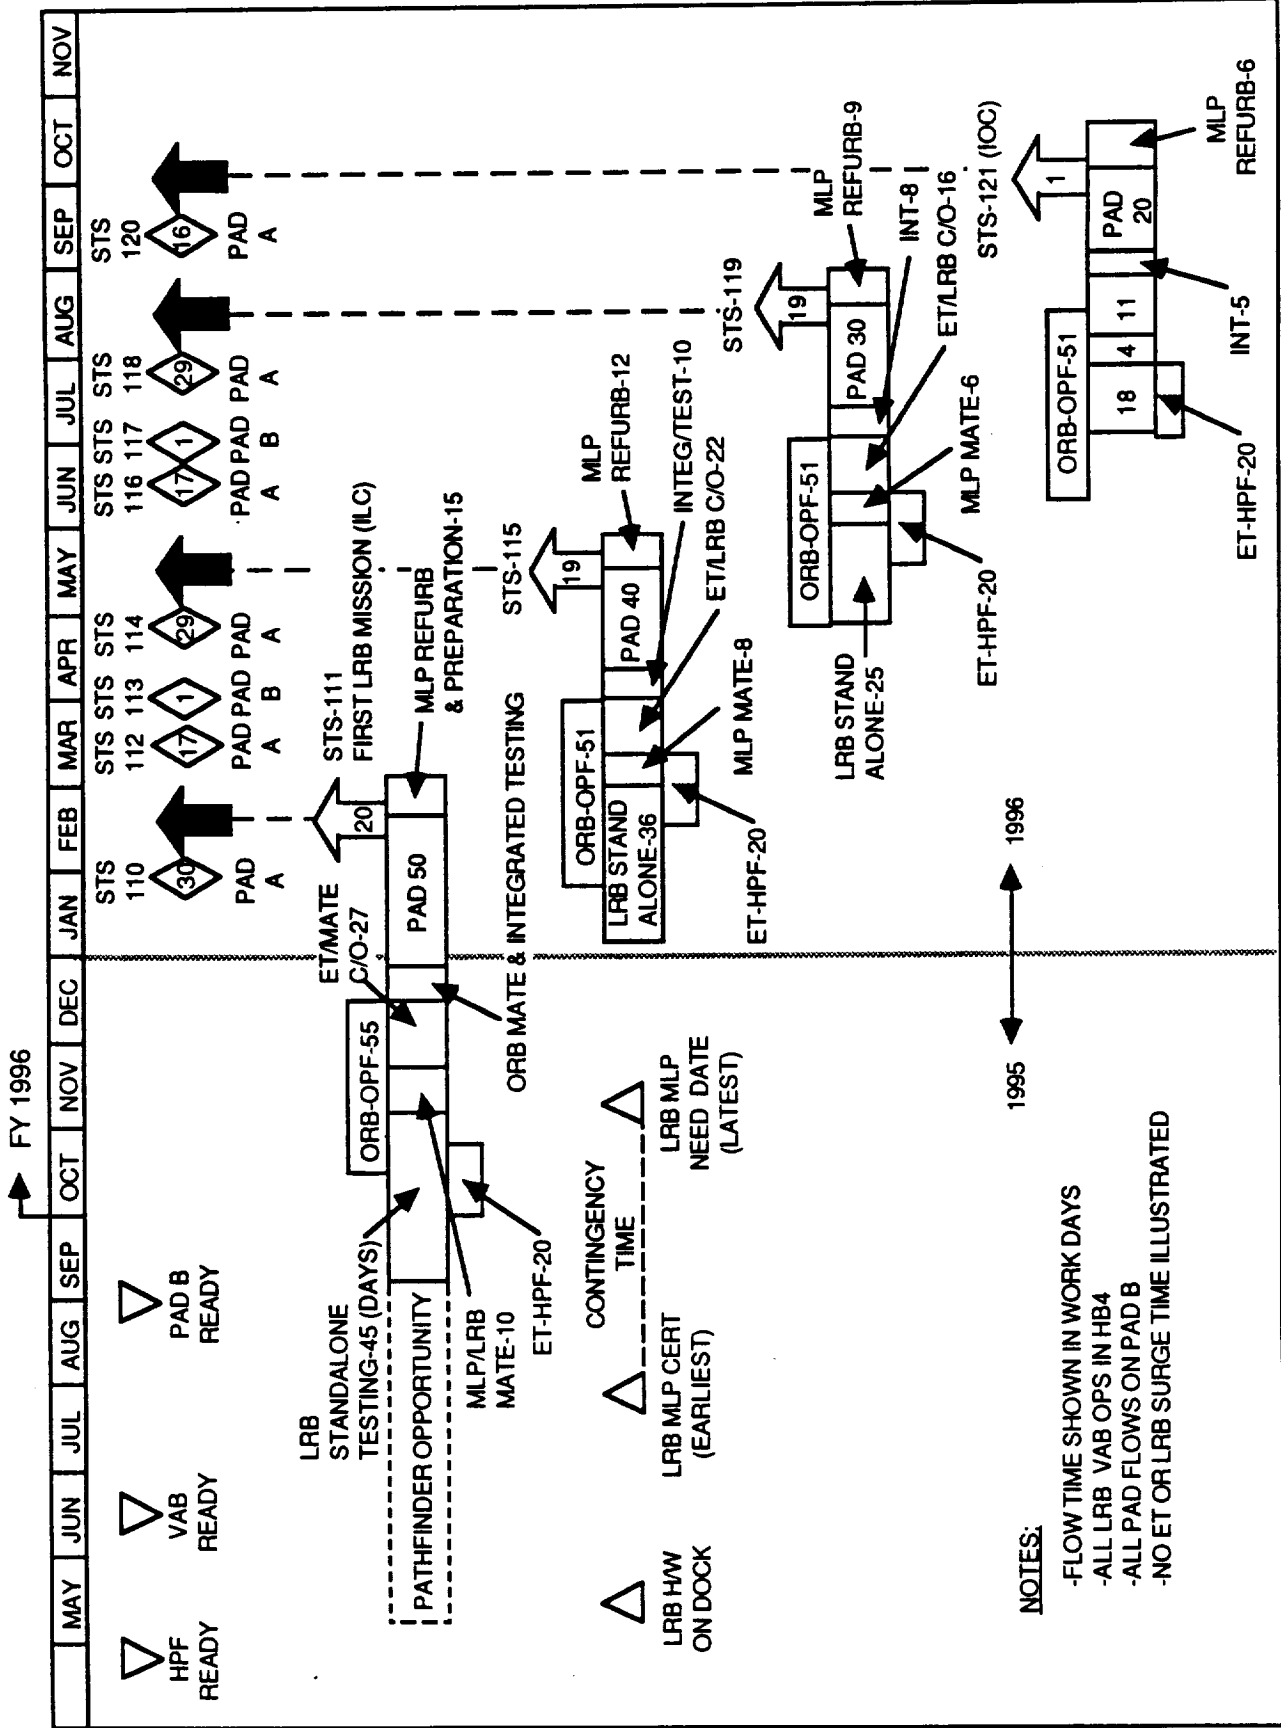 FY 1996
MAY JUN JUL AUG SEP OCT NOV DEC JAN FEB MAR APR MAY JUN JUL AUG SEP OCT NOV
HPF
READY
VAB
READY
PAD B
READY
STS
110
30
PAD
A
STS
112
17
PAD
A
STS
113
1
PAD
B
STS
114
29
PAD
A
STS
116
17
PAD
A
STS
117
1
PAD
B
STS
118
29
PAD
A
STS
120
16
PAD
A
LRB
STANDALONE
TESTING-45 (DAYS)
PATHFINDER OPPORTUNITY
ORB-OPF-55
ET/MATE
C/O-27
PAD 50
20
STS-111
FIRST LRB MISSION (ILC)
MLP REFURB
& PREPARATION-15
MLP/LRB
MATE-10
ET-HPF-20
ORB MATE & INTEGRATED TESTING
STS-115
19
ORB-OPF-51
LRB STAND
ALONE-36
PAD 40
MLP
REFURB-12
INTEG/TEST-10
ET/LRB C/O-22
MLP MATE-8
ET-HPF-20
CONTINGENCY
TIME
LRB H/W
ON DOCK
LRB MLP CERT
(EARLIEST)
LRB MLP
NEED DATE
(LATEST)
STS-119
19
ORB-OPF-51
PAD 30
MLP
REFURB-9
INT-8
ET/LRB C/O-16
MLP MATE-6
LRB STAND
ALONE-25
ET-HPF-20
STS-121 (IOC)
1
ORB-OPF-51
18
4
11
PAD
20
MLP
REFURB-6
INT-5
ET-HPF-20
1995
1996
NOTES:
-FLOW TIME SHOWN IN WORK DAYS
-ALL LRB VAB OPS IN HB4
-ALL PAD FLOWS ON PAD B
-NO ET OR LRB SURGE TIME ILLUSTRATED